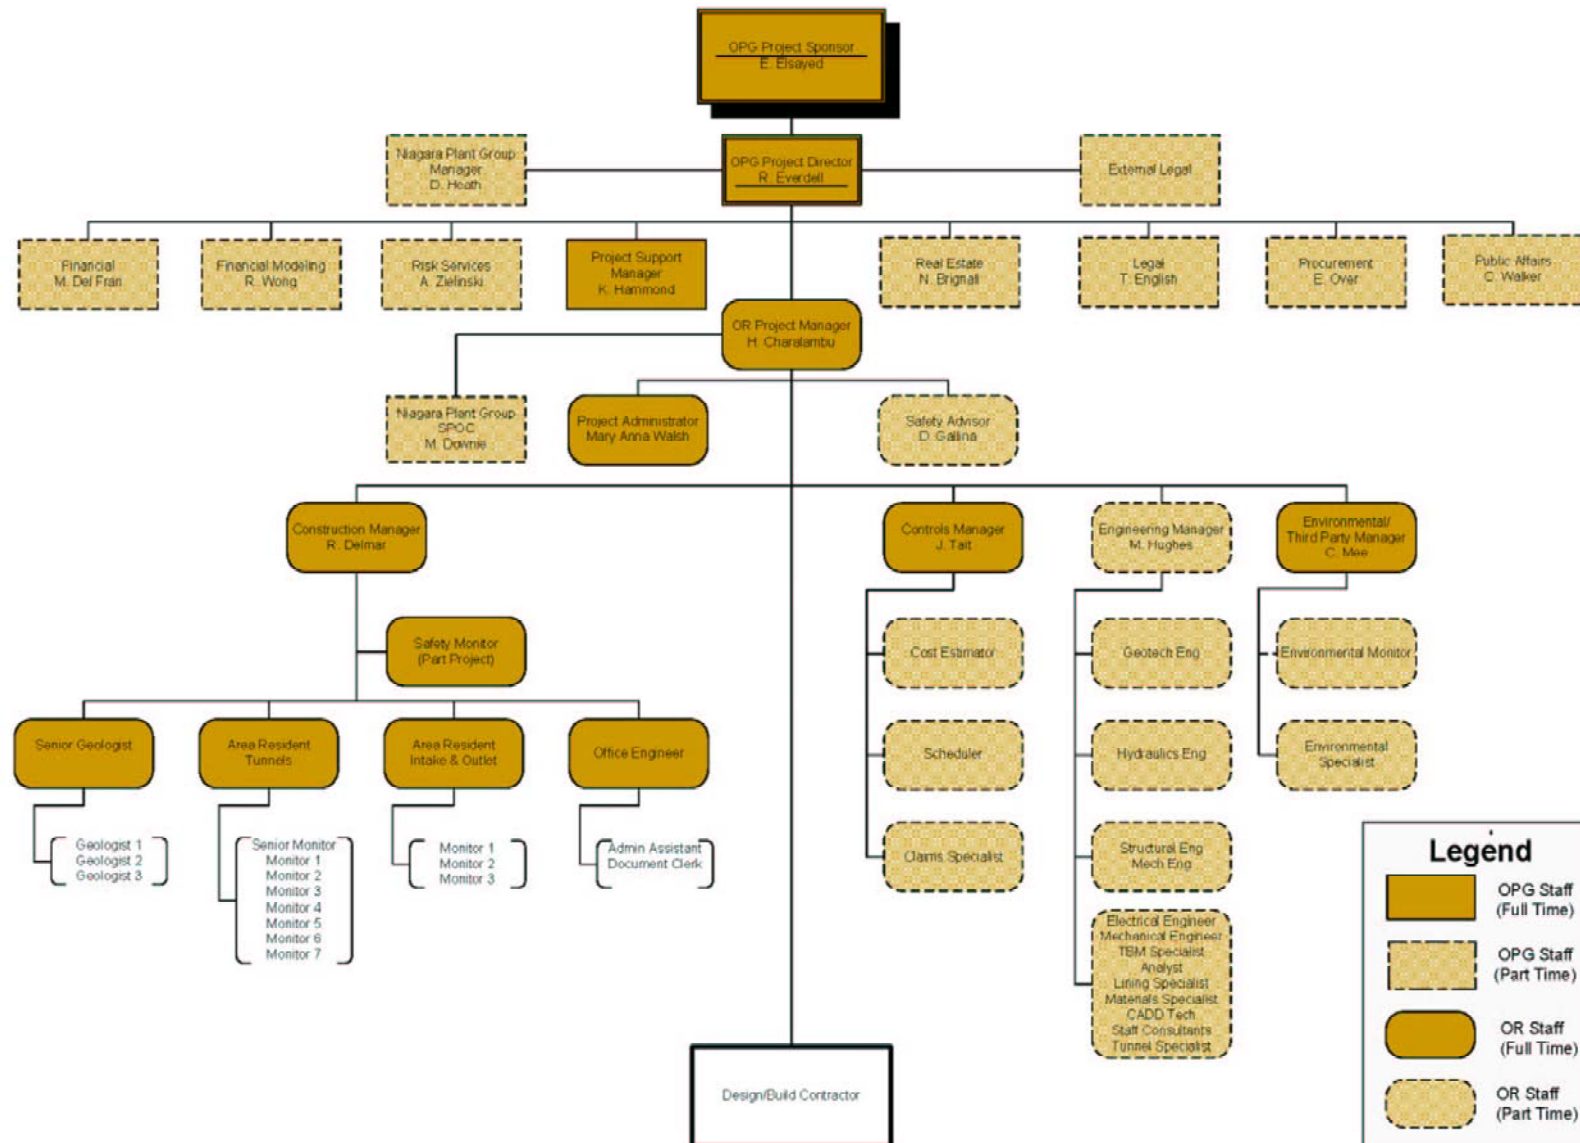 OPG Project Sponsor
E. Elsayed
Niagara Plant Group
Manager
D. Heath
OPG Project Director
R. Everdell
External Legal
Financial
M. Del Fran
Financial Modeling
R. Wong
Risk Services
A. Zielinski
Project Support
Manager
K. Hammond
Real Estate
N. Brignall
Legal
T. English
Procurement
E. Over
Public Affairs
C. Walker
OR Project Manager
H. Charalambu
Niagara Plant Group
SPOC
M. Downie
Project Administrator
Mary Anna Walsh
Safety Advisor
D. Gallina
Construction Manager
R. Delmar
Controls Manager
J. Tait
Engineering Manager
M. Hughes
Environmental/
Third Party Manager
C. Mee
Safety Monitor
(Part Project)
Cost Estimator
Geotech Eng
Environmental Monitor
Senior Geologist
Area Resident
Tunnels
Area Resident
Intake & Outlet
Office Engineer
Scheduler
Hydraulics Eng
Environmental
Specialist
Geologist 1
Geologist 2
Geologist 3
Senior Monitor
Monitor 1
Monitor 2
Monitor 3
Monitor 4
Monitor 5
Monitor 6
Monitor 7
Monitor 1
Monitor 2
Monitor 3
Admin Assistant
Document Clerk
Claims Specialist
Structural Eng
Mech Eng
Electrical Engineer
Mechanical Engineer
TBM Specialist
Analyst
Lining Specialist
Materials Specialist
CADD Tech
Staff Consultants
Tunnel Specialist
Design/Build Contractor
Legend
OPG Staff
(Full Time)
OPG Staff
(Part Time)
OR Staff
(Full Time)
OR Staff
(Part Time)